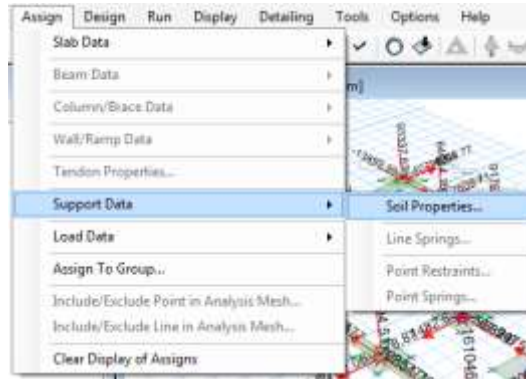 Assign Design Run Display Detailing Tools Options Help
Slab Data
Beam Data
Column/Brace Data
Wall/Ramp Data
Tendon Properties...
Support Data
Load Data
Assign To Group...
Include/Exclude Point in Analysis Mesh...
Include/Exclude Line in Analysis Mesh...
Clear Display of Assigns
Soil Properties...
Line Springs...
Point Restraints...
Point Springs...
m]